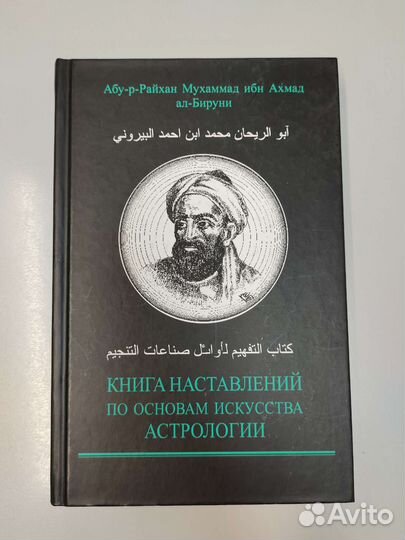 Абу-р-Райхан Мухаммад ибн Ахмад
ал-Бируни
آبو الريحان محمد ابن احمد البيروني
كتاب التفهيم لأوائل صناعات التنجيم
КНИГА НАСТАВЛЕНИЙ
ПО ОСНОВАМ ИСКУССТВА
АСТРОЛОГИИ
Avito